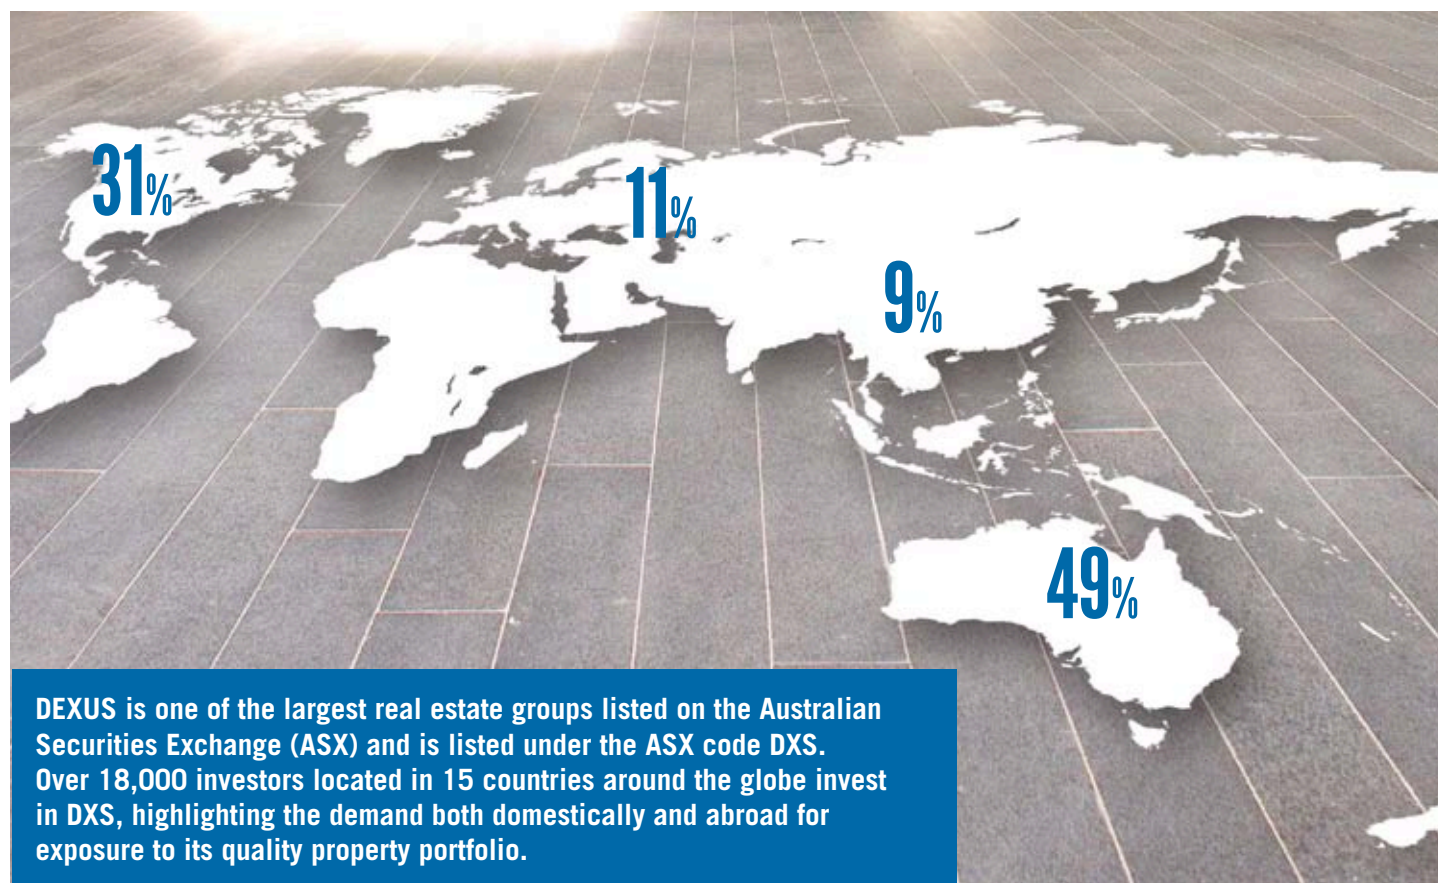 31%
11%
9%
49%
DEXUS is one of the largest real estate groups listed on the Australian
Securities Exchange (ASX) and is listed under the ASX code DXS.
Over 18,000 investors located in 15 countries around the globe invest
in DXS, highlighting the demand both domestically and abroad for
exposure to its quality property portfolio.